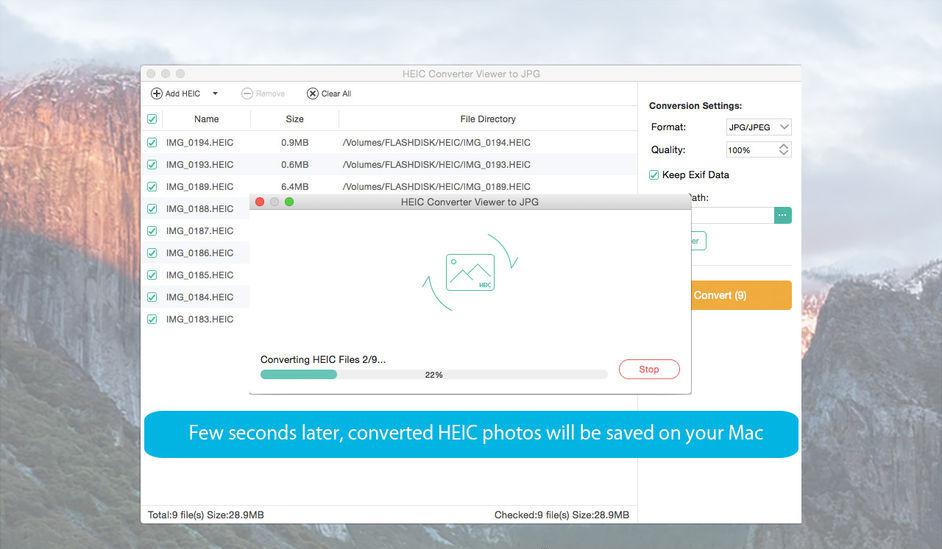 HEIC Converter Viewer to JPG
Add HEIC Remove Clear All
Name Size File Directory
IMG_0194.HEIC 0.9MB /Volumes/FLASHDISK/HEIC/IMG_0194.HEIC
IMG_0193.HEIC 0.6MB /Volumes/FLASHDISK/HEIC/IMG_0193.HEIC
IMG_0189.HEIC 6.4MB /Volumes/FLASHDISK/HEIC/IMG_0189.HEIC
IMG_0188.HEIC
IMG_0187.HEIC
IMG_0186.HEIC
IMG_0185.HEIC
IMG_0184.HEIC
IMG_0183.HEIC
Conversion Settings:
Format: JPG/JPEG
Quality: 100%
Keep Exif Data
ath:
...
er
Convert (9)
HEIC Converter Viewer to JPG
HEIC
Converting HEIC Files 2/9...
22%
Stop
Few seconds later, converted HEIC photos will be saved on your Mac
Total:9 file(s) Size:28.9MB Checked:9 file(s) Size:28.9MB